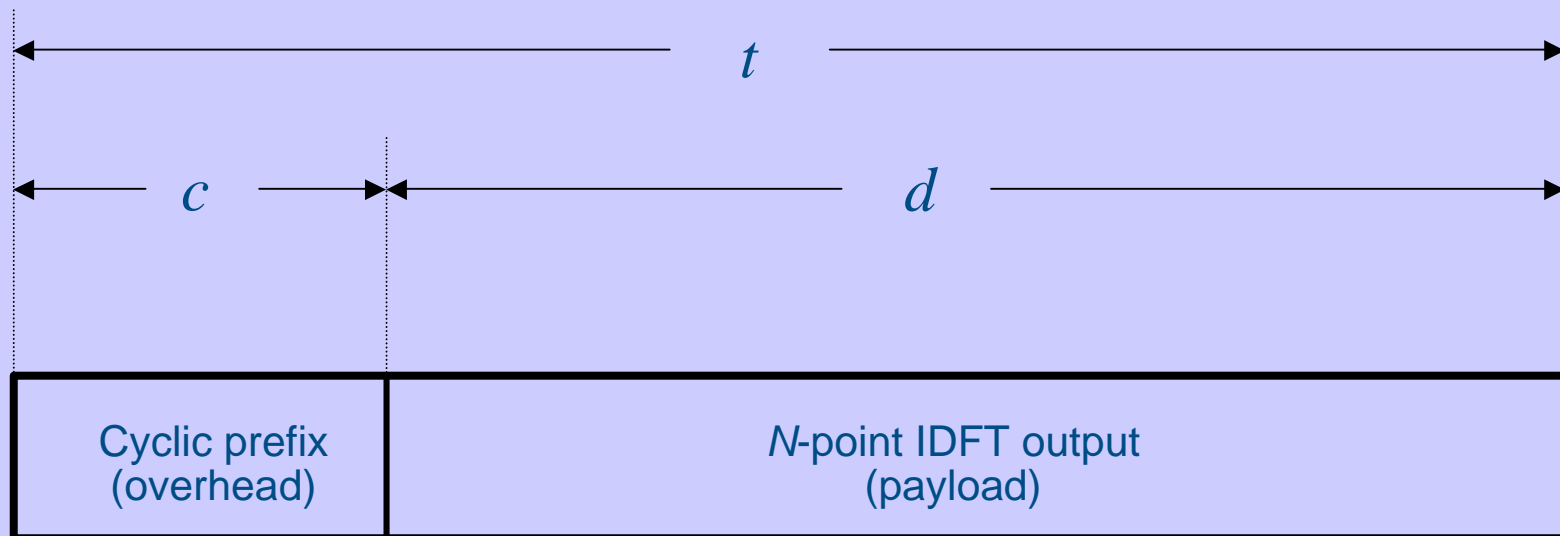 t
c
d
Cyclic prefix
(overhead)
N-point IDFT output
(payload)